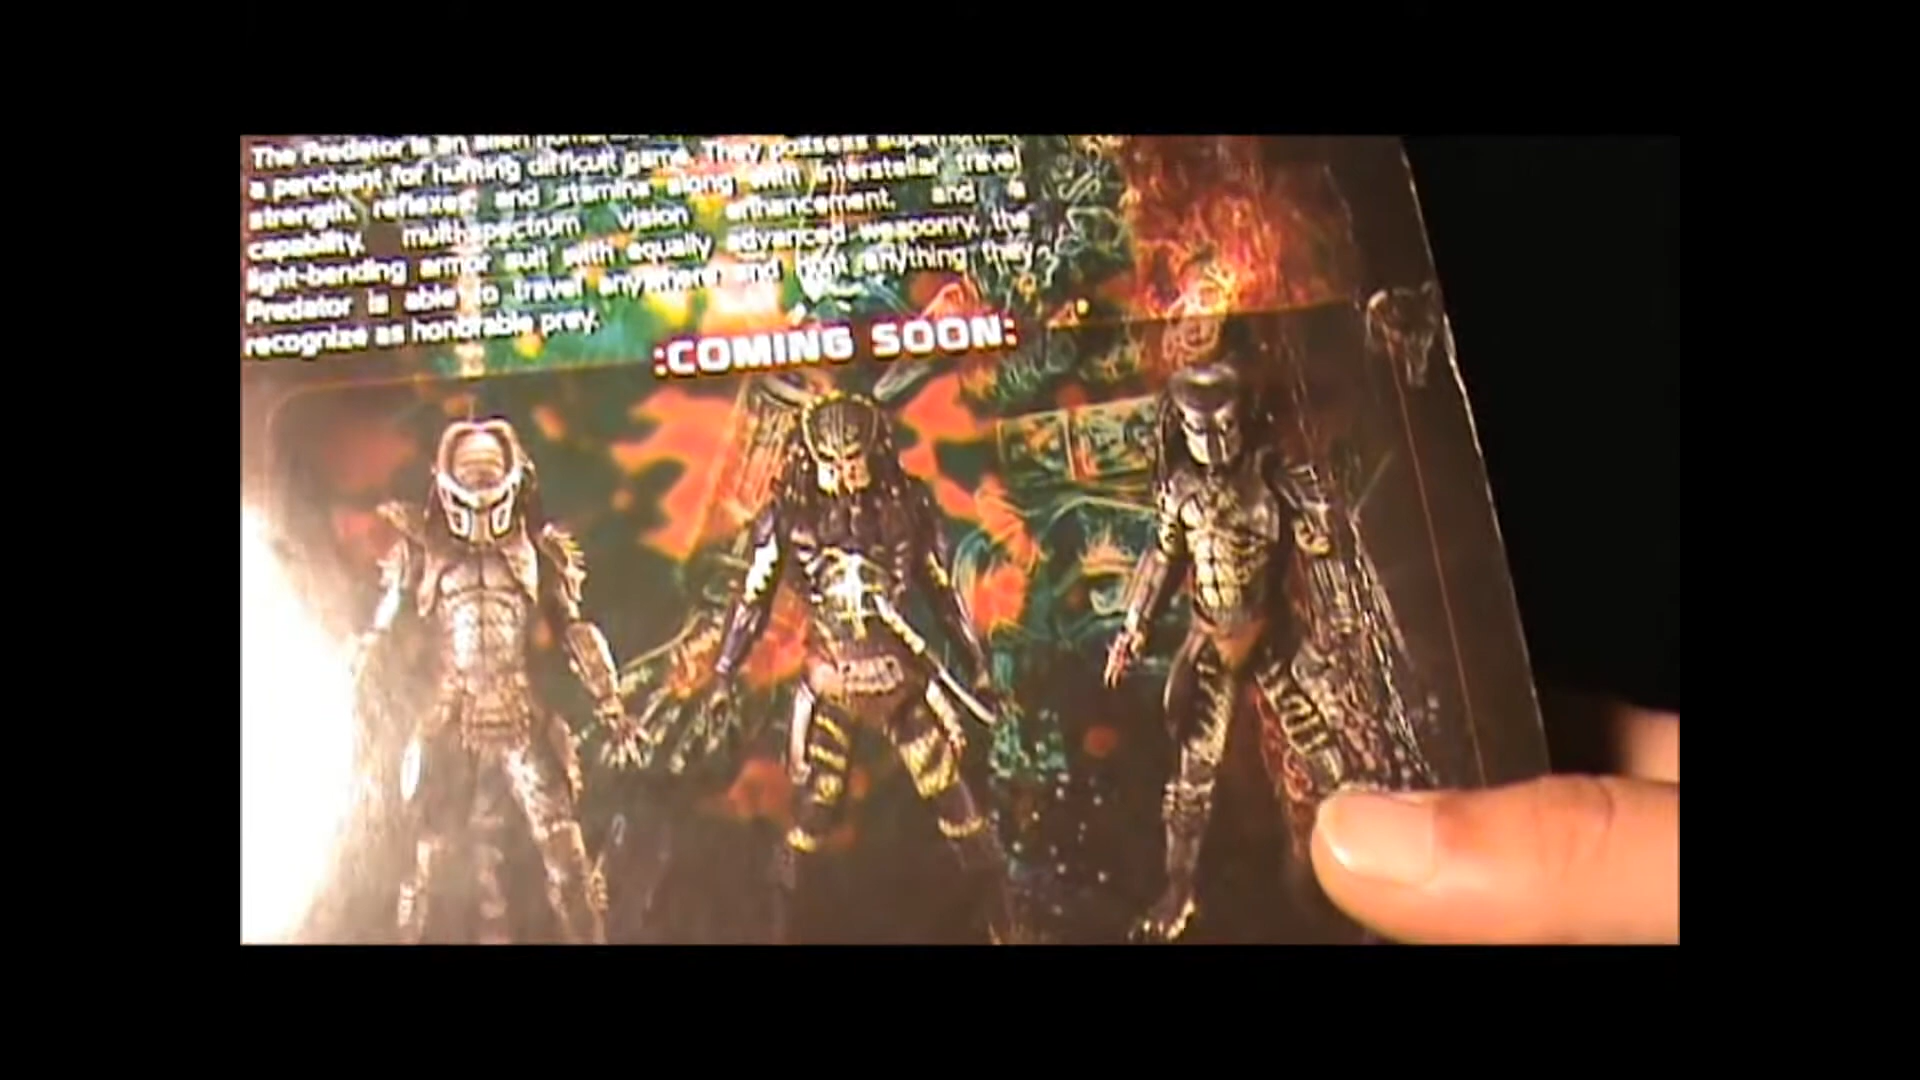 The Predator is an alien
a penchant for hunting difficult game. They possess
strength, reflexes, and stamina along with interstellar travel
capability, multi-spectrum vision enhancement, and a
light-bending armor suit with equally advanced weaponry, the
Predator is able to travel anywhere and hunt anything they
recognize as honorable prey.
:COMING SOON: